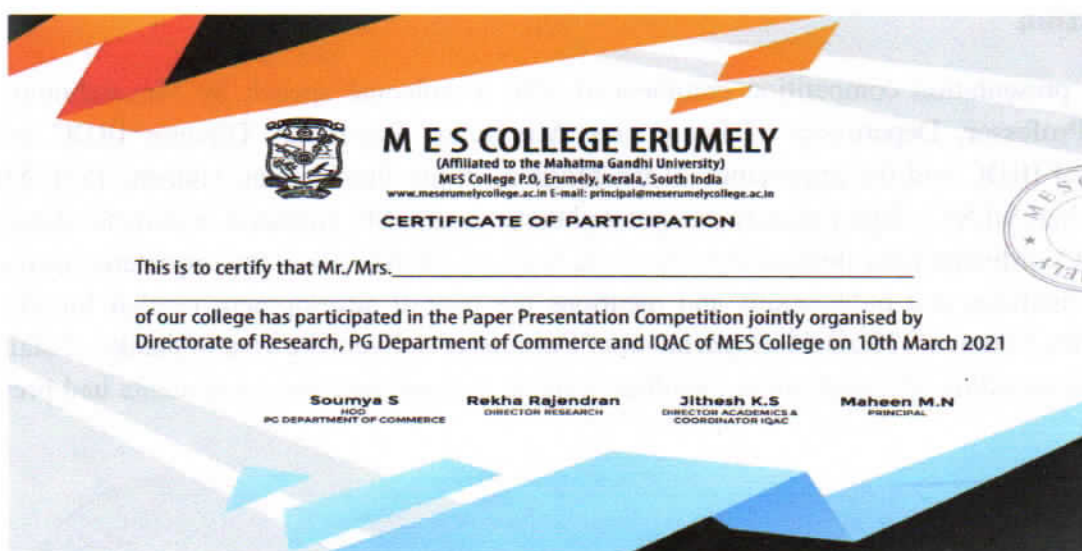 M E S COLLEGE ERUMELY
(Affiliated to the Mahatma Gandhi University)
MES College P.O, Erumely, Kerala, South India
www.meserumelycollege.ac.in E-mail: principal@meserumelycollege.ac.in
CERTIFICATE OF PARTICIPATION
This is to certify that Mr./Mrs.
of our college has participated in the Paper Presentation Competition jointly organised by
Directorate of Research, PG Department of Commerce and IQAC of MES College on 10th March 2021
Soumya S Rekha Rajendran Jithesh K.S Maheen M.N
HOD DIRECTOR RESEARCH DIRECTOR ACADEMICS & PRINCIPAL
PG DEPARTMENT OF COMMERCE COORDINATOR IQAC
MES